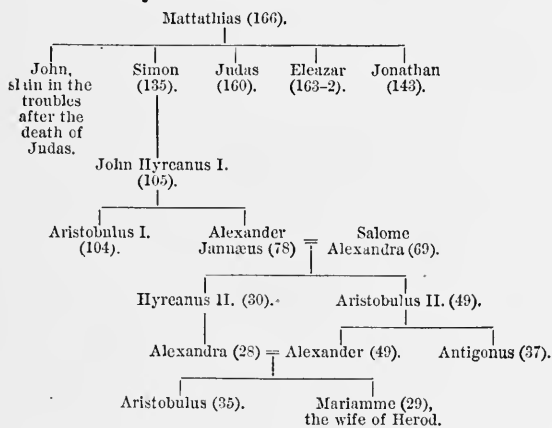 Mattathias (166).
John, Simon Judas Eleazar Jonathan
slain in the (135). (160). (163-2). (143).
troubles
after the
death of
Judas.
John Hyrcanus I.
(105).
Aristobulus I. Alexander Salome
(104). Jannæus (78) = Alexandra (69).
Hyrcanus II. (30). Aristobulus II. (49).
Alexandra (28) = Alexander (49). Antigonus (37).
Aristobulus (35). Mariamme (29),
the wife of Herod.